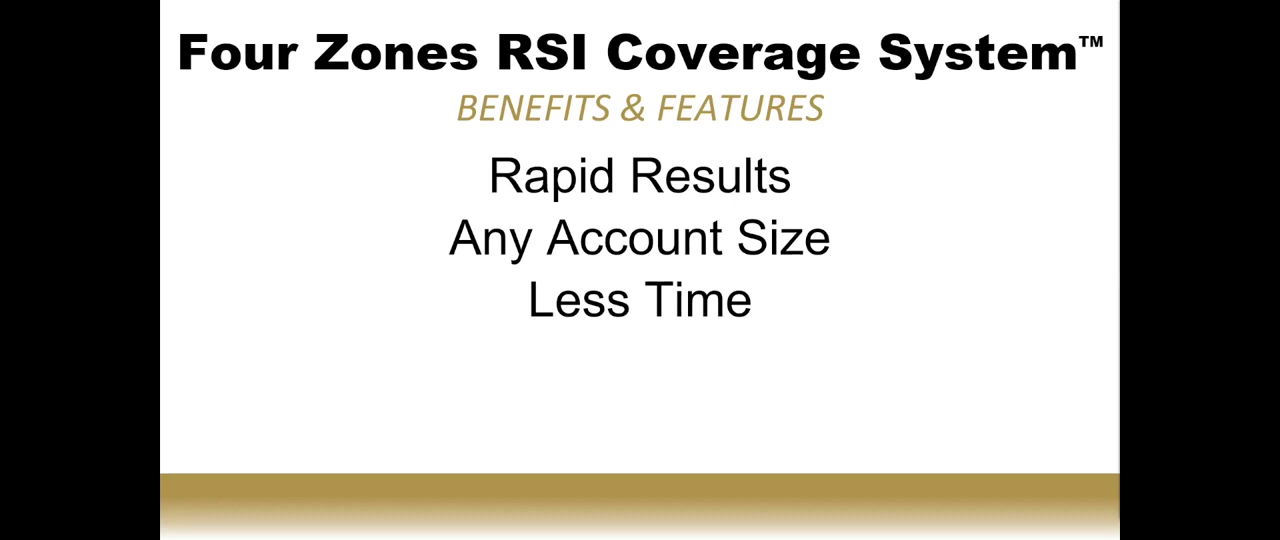 Four Zones RSI Coverage System™
BENEFITS & FEATURES
Rapid Results
Any Account Size
Less Time